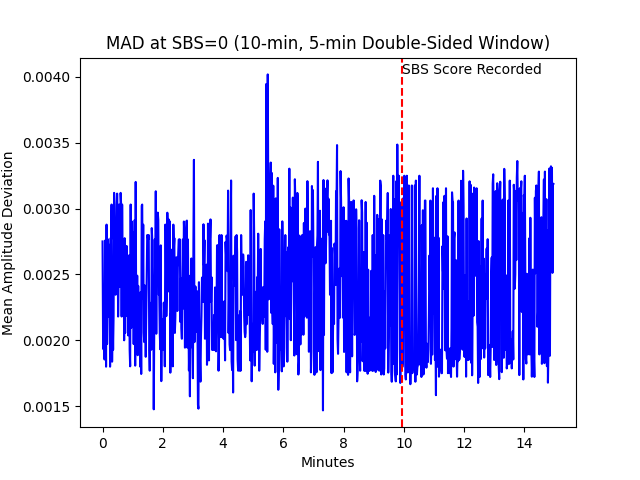 MAD at SBS=0 (10-min, 5-min Double-Sided Window)
SBS Score Recorded
Mean Amplitude Deviation
0.0040
0.0035
0.0030
0.0025
0.0020
0.0015
0 2 4 6 8 10 12 14
Minutes